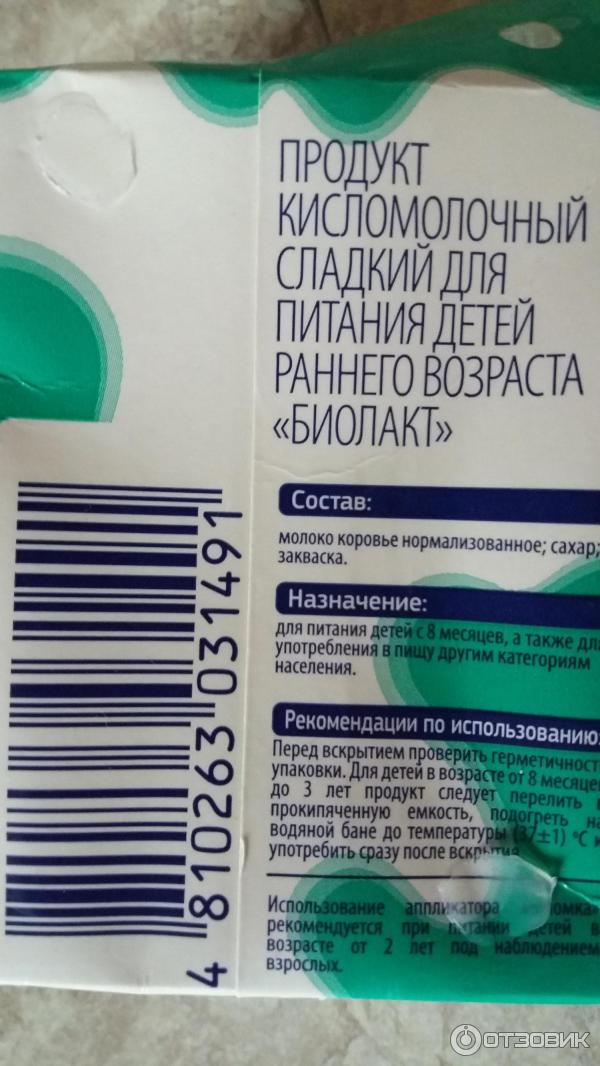 ПРОДУКТ
КИСЛОМОЛОЧНЫЙ
СЛАДКИЙ ДЛЯ
ПИТАНИЯ ДЕТЕЙ
РАННЕГО ВОЗРАСТА
«БИОЛАКТ»
Состав:
молоко коровье нормализованное; сахар;
закваска.
Назначение:
для питания детей с 8 месяцев, а также для
употребления в пищу другим категориям
населения.
Рекомендации по использованию:
Перед вскрытием проверить герметичность
упаковки. Для детей в возрасте от 8 месяцев
до 3 лет продукт следует перелить в
прокипяченую емкость, подогреть на
водяной бане до температуры (37±1) °С и
употребить сразу после вскрытия.
Использование аппликатора
рекомендуется при питании детей в
возрасте от 2 лет под наблюдением
взрослых.
4 810263 031491
ОТЗОВИК